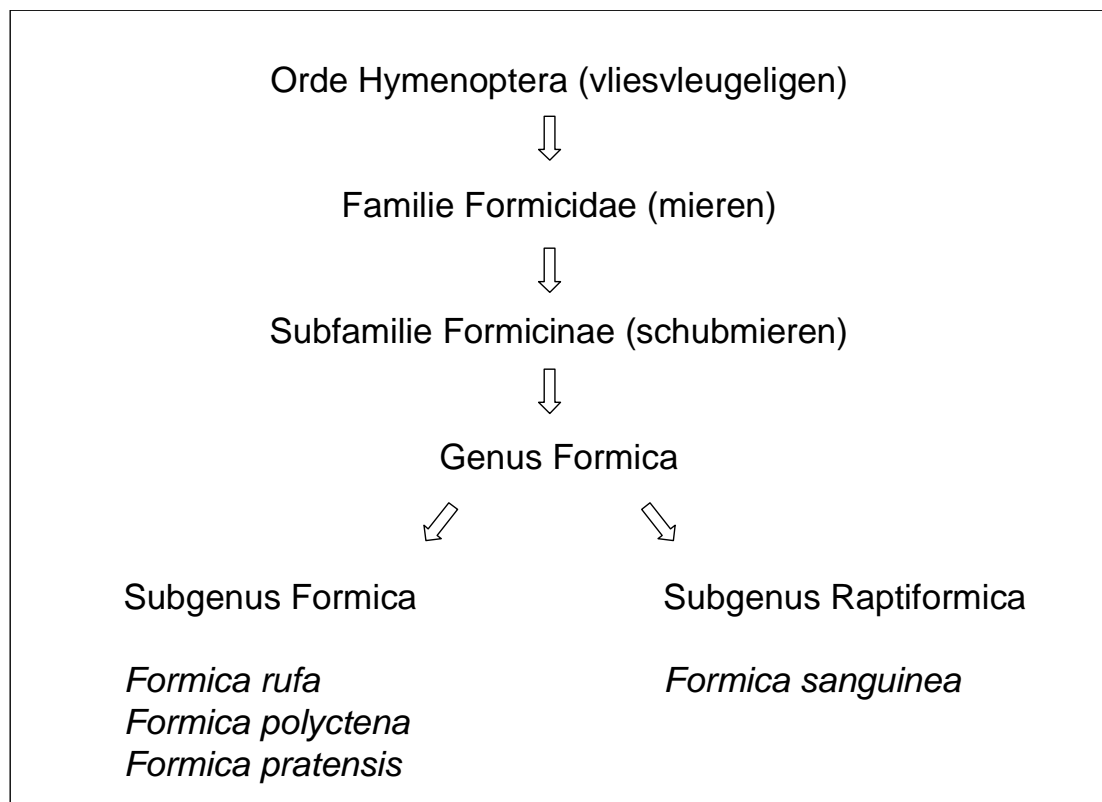 Orde Hymenoptera (vliesvleugeligen)
Familie Formicidae (mieren)
Subfamilie Formicinae (schubmieren)
Genus Formica
Subgenus Formica
Subgenus Raptiformica
Formica rufa
Formica sanguinea
Formica polyctena
Formica pratensis